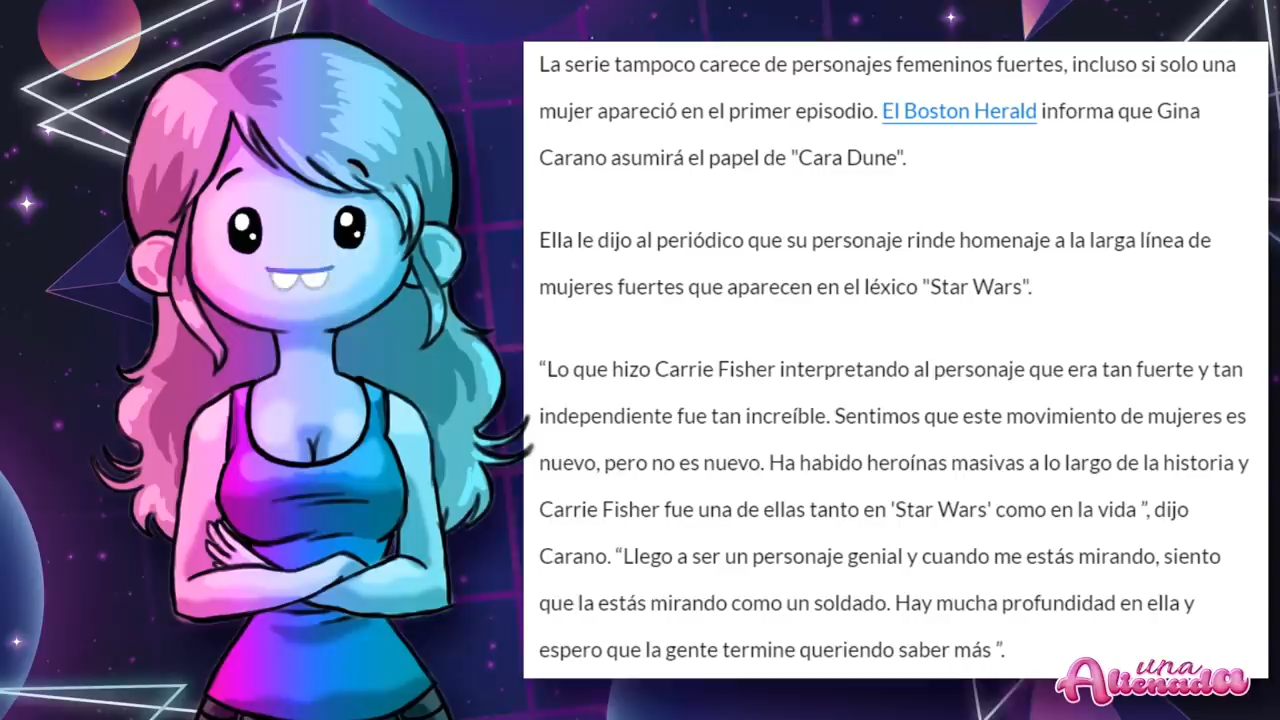 La serie tampoco carece de personajes femeninos fuertes, incluso si solo una
mujer apareció en el primer episodio. El Boston Herald informa que Gina
Carano asumirá el papel de "Cara Dune".
Ella le dijo al periódico que su personaje rinde homenaje a la larga línea de
mujeres fuertes que aparecen en el léxico "Star Wars".
“Lo que hizo Carrie Fisher interpretando al personaje que era tan fuerte y tan
independiente fue tan increíble. Sentimos que este movimiento de mujeres es
nuevo, pero no es nuevo. Ha habido heroínas masivas a lo largo de la historia y
Carrie Fisher fue una de ellas tanto en 'Star Wars' como en la vida ”, dijo
Carano. “Llego a ser un personaje genial y cuando me estás mirando, siento
que la estás mirando como un soldado. Hay mucha profundidad en ella y
espero que la gente termine queriendo saber más ”.
una
Alienada